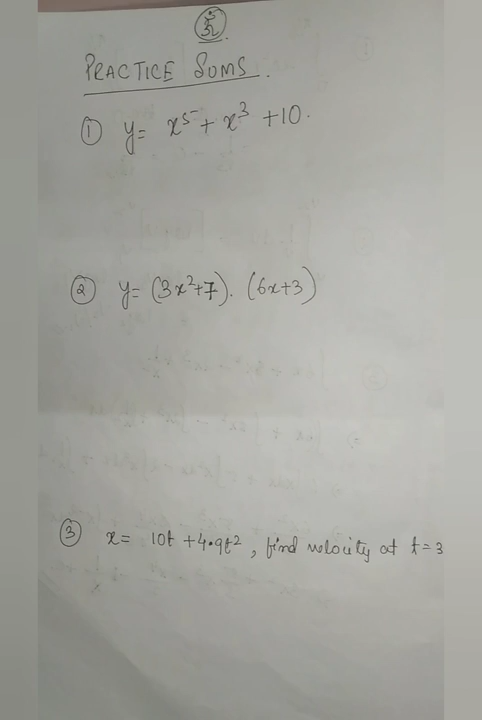 PRACTICE SUMS.
① y = x⁵ + x³ + 10.
② y = (3x²+7). (6x+3)
③ x = 10t + 4.9t², find velocity at t=3